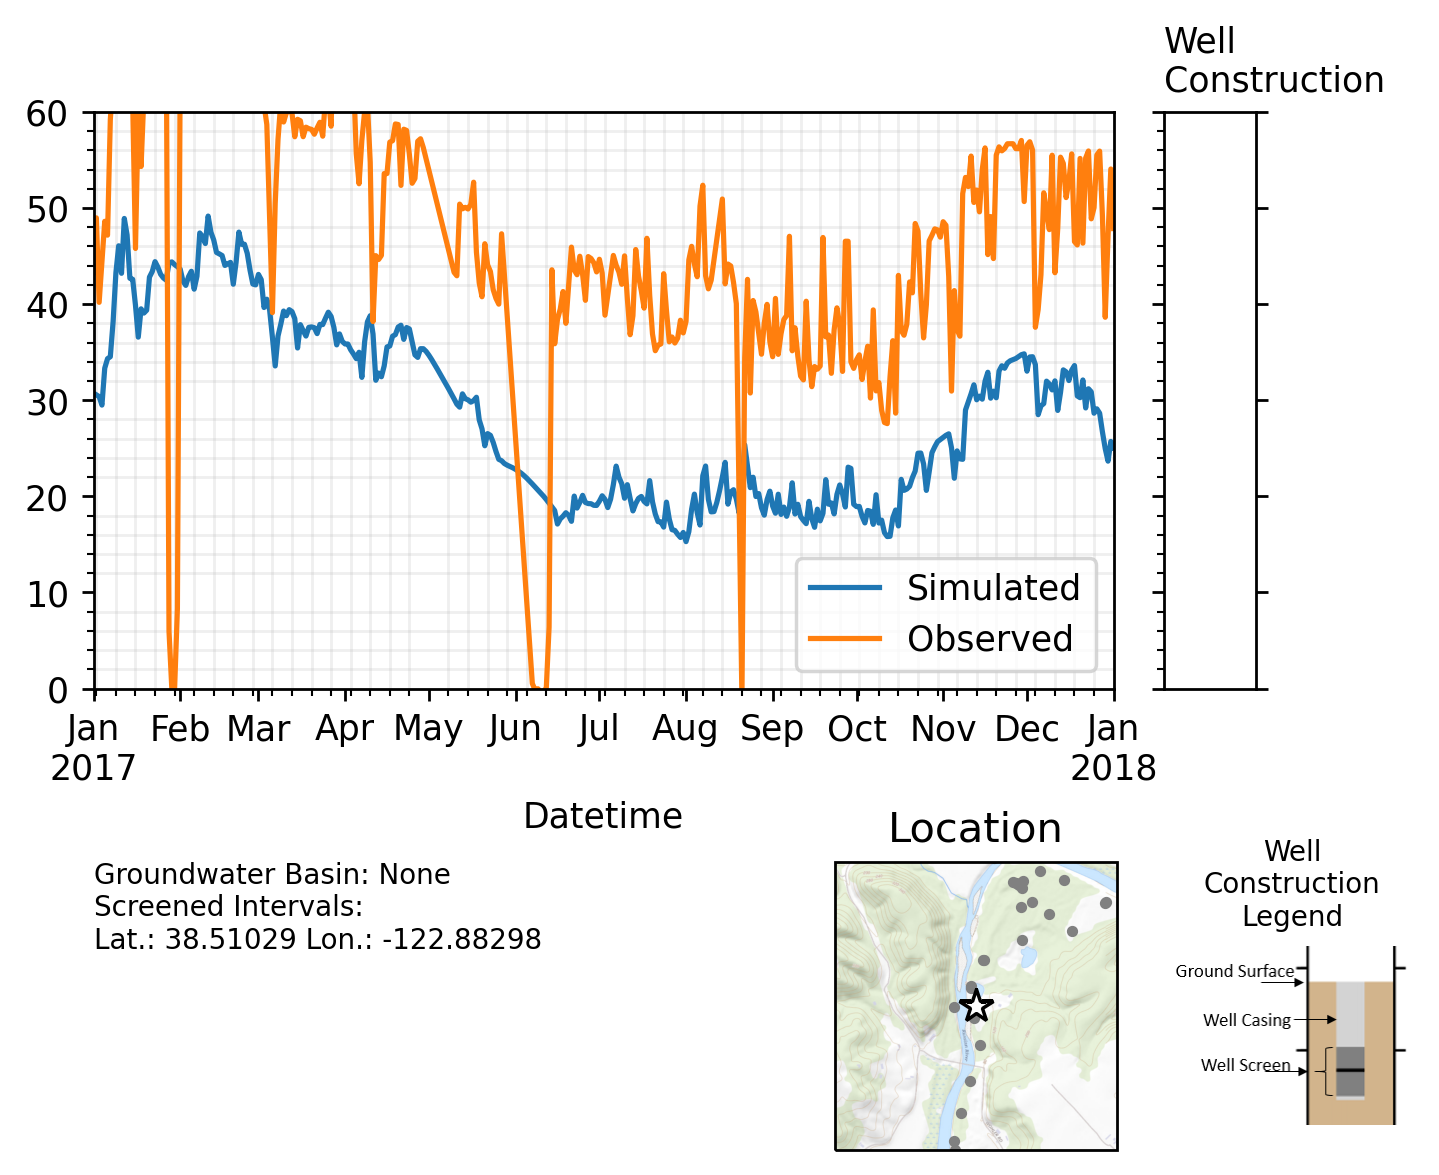 Well
Construction
60
50
40
30
20
10
0
Simulated
Observed
Jan Feb Mar Apr May Jun Jul Aug Sep Oct Nov Dec Jan
2017 2018
Datetime
Location
Groundwater Basin: None
Screened Intervals:
Lat.: 38.51029 Lon.: -122.88298
Well
Construction
Legend
Ground Surface
Well Casing
Well Screen